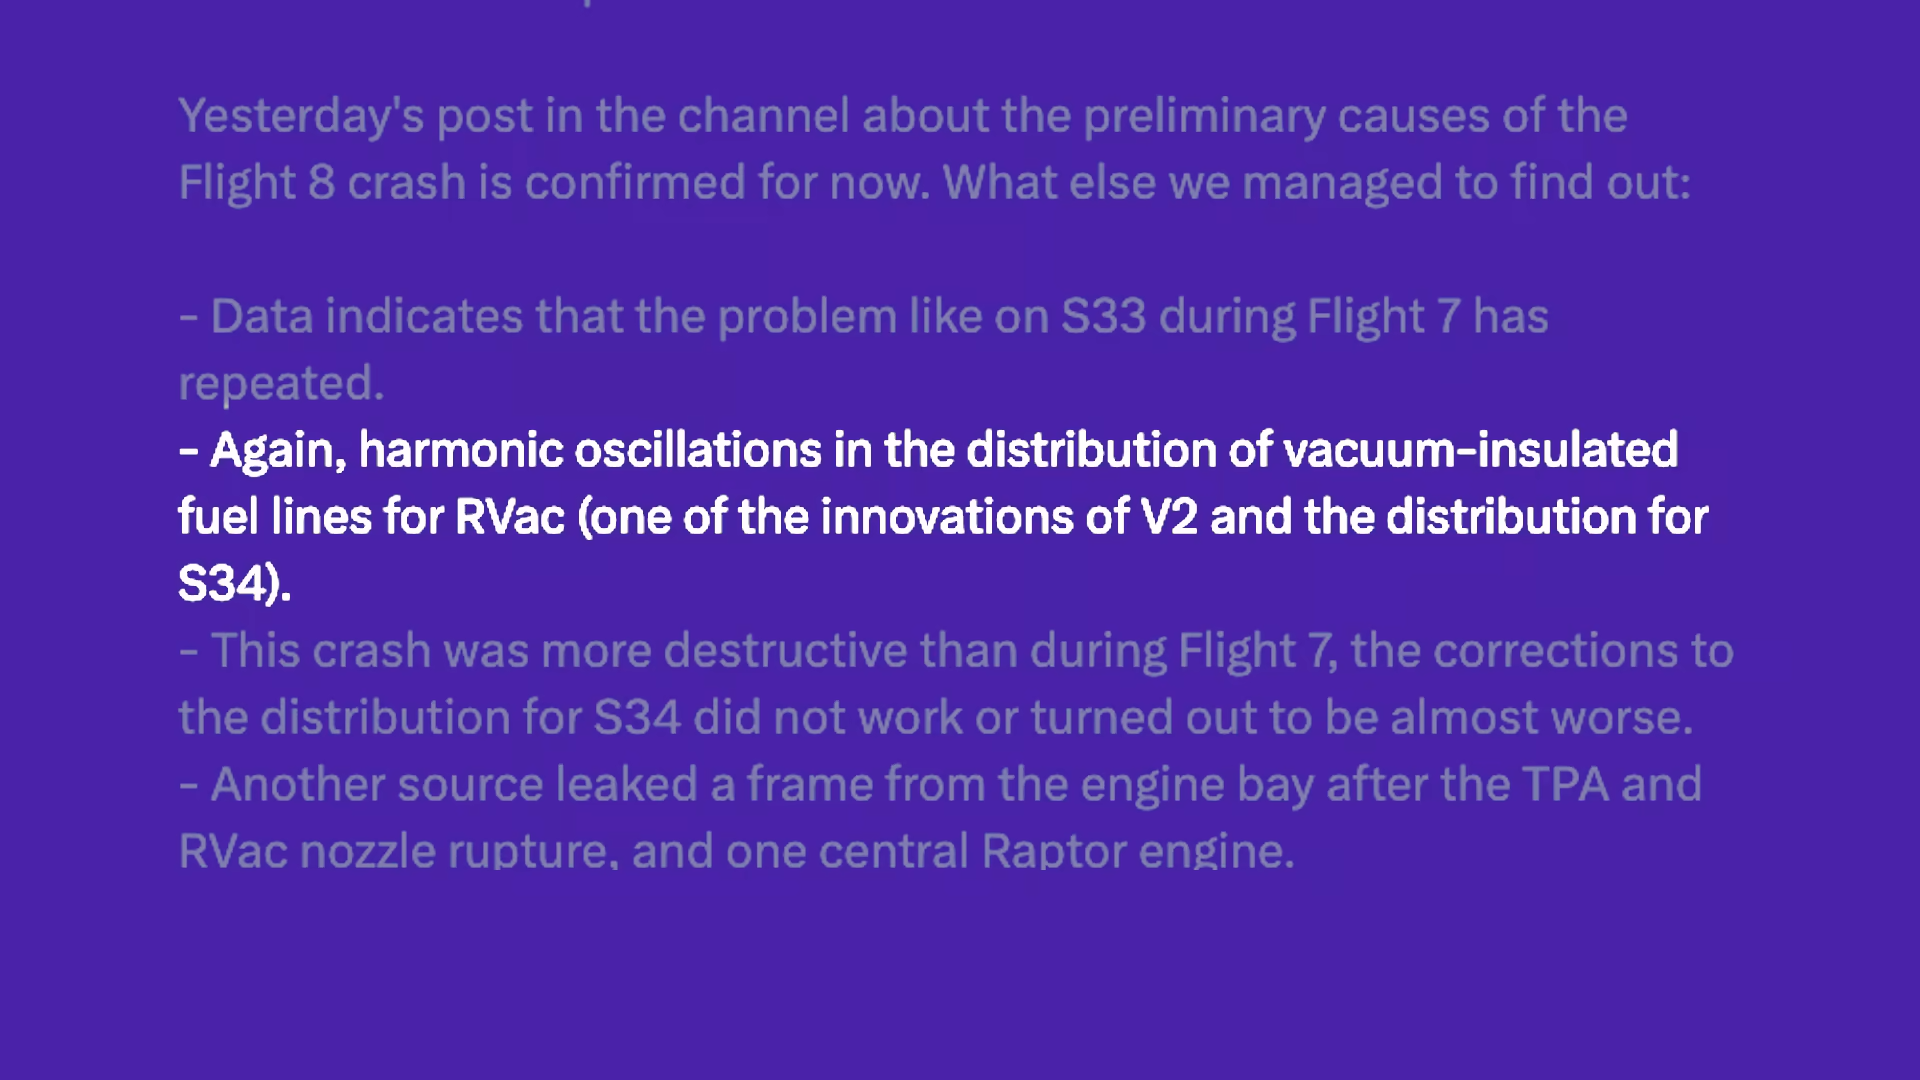 Yesterday's post in the channel about the preliminary causes of the
Flight 8 crash is confirmed for now. What else we managed to find out:
- Data indicates that the problem like on S33 during Flight 7 has
repeated.
- Again, harmonic oscillations in the distribution of vacuum-insulated
fuel lines for RVac (one of the innovations of V2 and the distribution for
S34).
- This crash was more destructive than during Flight 7, the corrections to
the distribution for S34 did not work or turned out to be almost worse.
- Another source leaked a frame from the engine bay after the TPA and
RVac nozzle rupture, and one central Raptor engine.